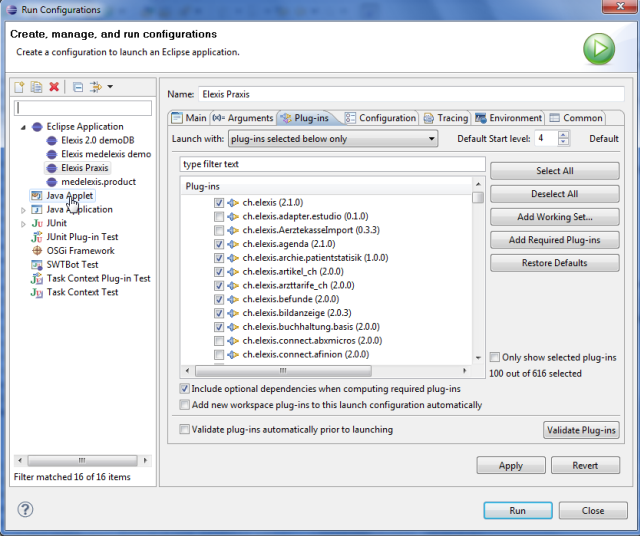 Run Configurations
Create, manage, and run configurations
Create a configuration to launch an Eclipse application.
Name: Elexis Praxis
Main Arguments Plug-ins Configuration Tracing Environment Common
Launch with: plug-ins selected below only Default Start level: 4 Default
Eclipse Application
Elexis 2.0 demoDB
Elexis medelexis demo
Elexis Praxis
medelexis.product
Java Applet
Java Application
JUnit
JUnit Plug-in Test
OSGi Framework
SWTBot Test
Task Context Plug-in Test
Task Context Test
Filter matched 16 of 16 items
type filter text
Plug-ins
ch.elexis (2.1.0)
ch.elexis.adapter.estudio (0.1.0)
ch.elexis.AerztekasseImport (0.3.3)
ch.elexis.agenda (2.1.0)
ch.elexis.archie.patientstatisik (1.0.0)
ch.elexis.artikel_ch (2.0.0)
ch.elexis.arzttarife_ch (2.0.0)
ch.elexis.befunde (2.0.0)
ch.elexis.bildanzeige (2.0.3)
ch.elexis.buchhaltung.basis (2.0.0)
ch.elexis.connect.abxmicros (2.0.0)
ch.elexis.connect.afinion (2.0.0)
Select All
Deselect All
Add Working Set...
Add Required Plug-ins
Restore Defaults
Only show selected plug-ins
100 out of 616 selected
Include optional dependencies when computing required plug-ins
Add new workspace plug-ins to this launch configuration automatically
Validate plug-ins automatically prior to launching
Validate Plug-ins
Apply Revert
Run Close